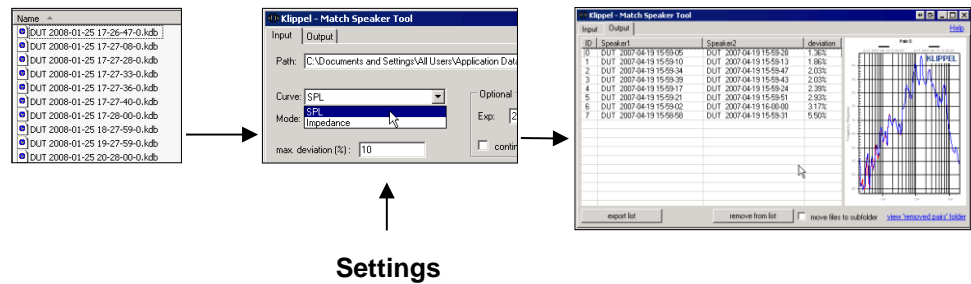 Name
DUT 2008-01-25 17-26-47-0.kdb
DUT 2008-01-25 17-27-08-0.kdb
DUT 2008-01-25 17-27-28-0.kdb
DUT 2008-01-25 17-27-33-0.kdb
DUT 2008-01-25 17-27-36-0.kdb
DUT 2008-01-25 17-27-40-0.kdb
DUT 2008-01-25 17-28-00-0.kdb
DUT 2008-01-25 18-27-59-0.kdb
DUT 2008-01-25 19-27-59-0.kdb
DUT 2008-01-25 20-28-00-0.kdb
Klippel - Match Speaker Tool
Input Output
Path: C:\Documents and Settings\All Users\Application Data
Curve: SPL Optional
SPL
Mode: Impedance Exp: 2
max. deviation (%) : 10 contin
Klippel - Match Speaker Tool
Input Output Help
ID Speaker1 Speaker2 deviation
0 DUT 2007-04-19 15-59-05 DUT 2007-04-19 15-59-28 1.36%
1 DUT 2007-04-19 15-59-10 DUT 2007-04-19 15-59-13 1.86%
2 DUT 2007-04-19 15-59-34 DUT 2007-04-19 15-59-47 2.03%
3 DUT 2007-04-19 15-59-39 DUT 2007-04-19 15-59-43 2.03%
4 DUT 2007-04-19 15-59-17 DUT 2007-04-19 15-59-24 2.39%
5 DUT 2007-04-19 15-59-21 DUT 2007-04-19 15-59-51 2.93%
6 DUT 2007-04-19 15-59-02 DUT 2007-04-19 16-00-00 3.17%
7 DUT 2007-04-19 15-58-58 DUT 2007-04-19 15-59-31 5.50%
KLIPPEL
export list remove from list move files to subfolder view 'removed pairs' folder
Settings